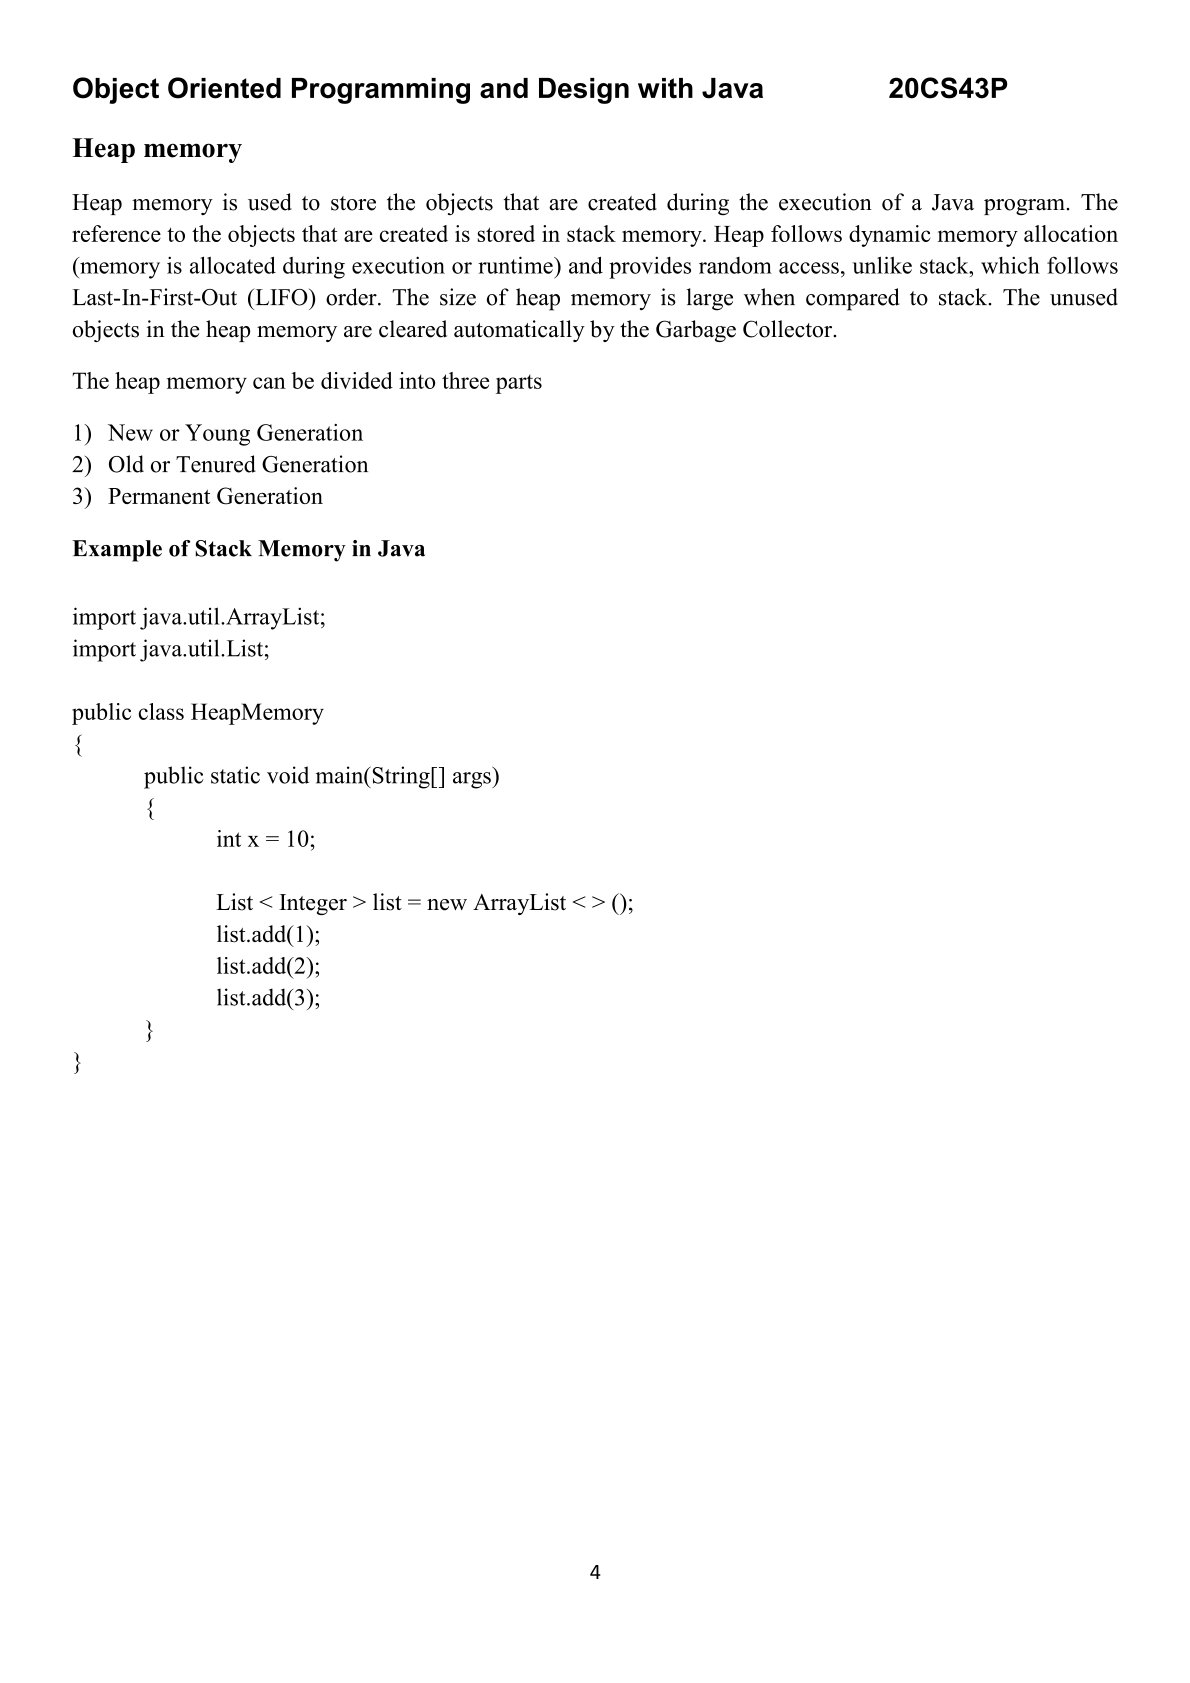 Object Oriented Programming and Design with Java 20CS43P
Heap memory
Heap memory is used to store the objects that are created during the execution of a Java program. The
reference to the objects that are created is stored in stack memory. Heap follows dynamic memory allocation
(memory is allocated during execution or runtime) and provides random access, unlike stack, which follows
Last-In-First-Out (LIFO) order. The size of heap memory is large when compared to stack. The unused
objects in the heap memory are cleared automatically by the Garbage Collector.
The heap memory can be divided into three parts
1) New or Young Generation
2) Old or Tenured Generation
3) Permanent Generation
Example of Stack Memory in Java
import java.util.ArrayList;
import java.util.List;
public class HeapMemory
{
public static void main(String[] args)
{
int x = 10;
List < Integer > list = new ArrayList < > ();
list.add(1);
list.add(2);
list.add(3);
}
}
4